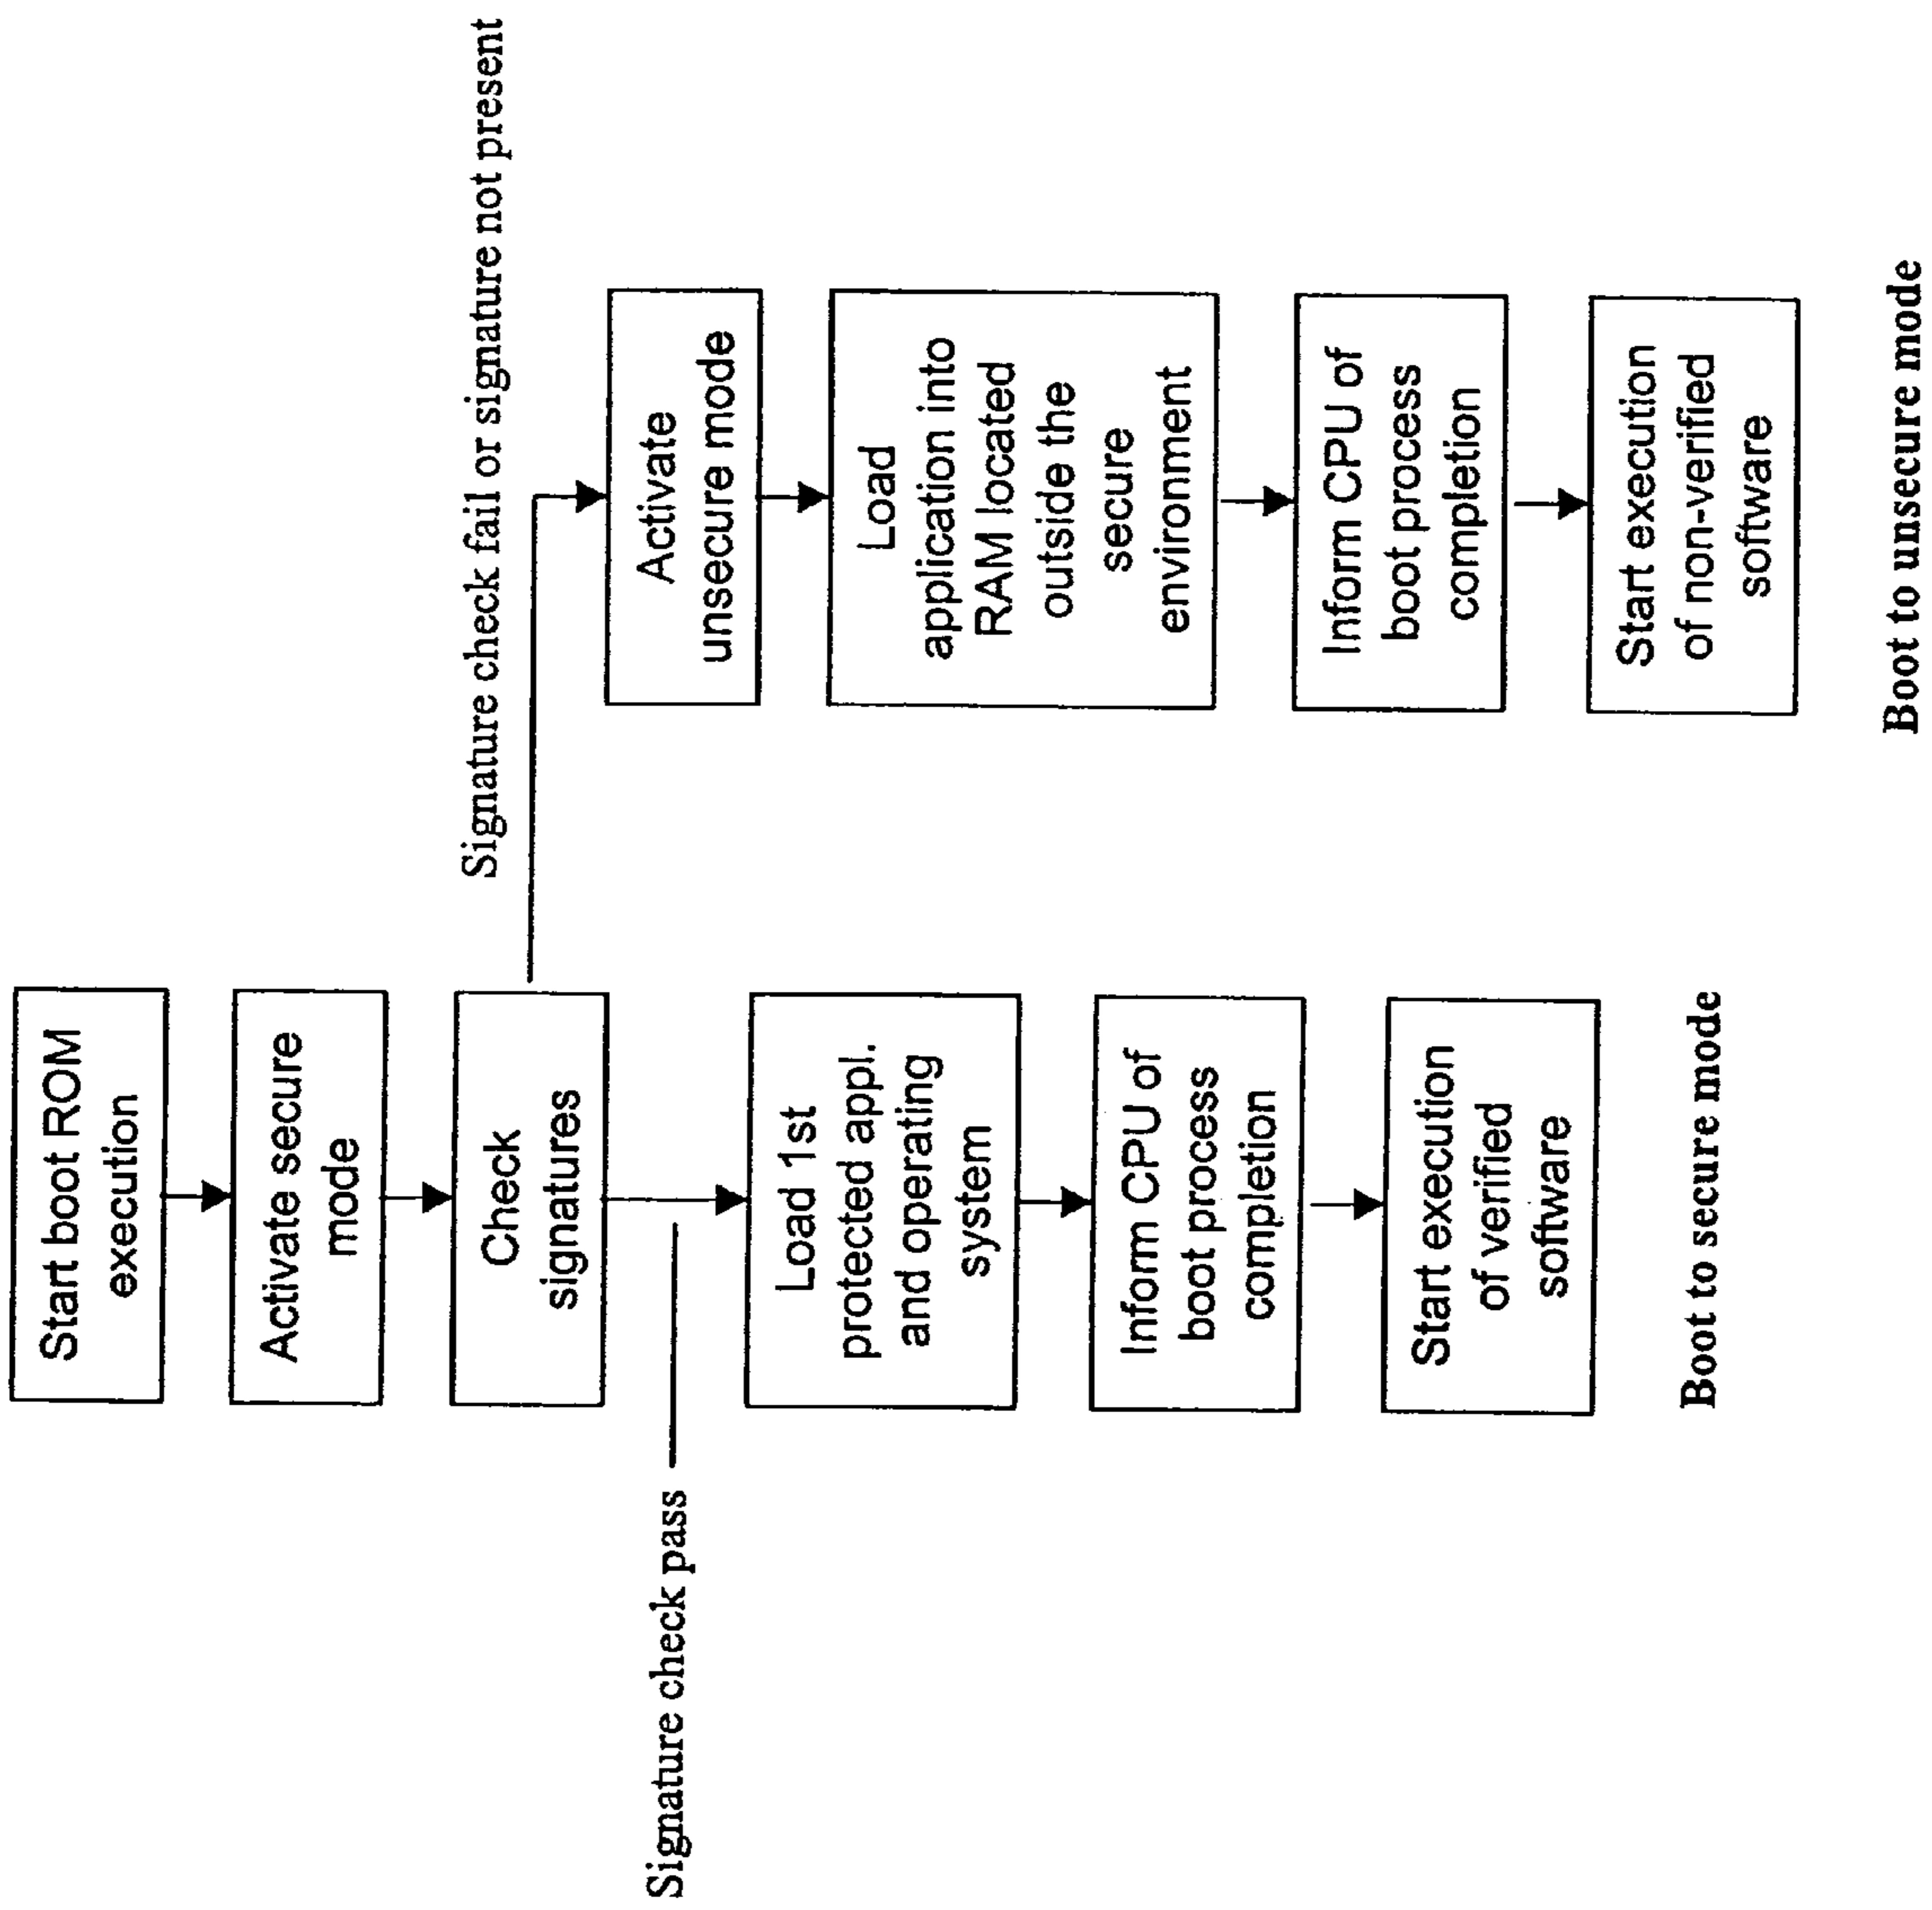 Start boot ROM
execution
Activate secure
mode
Check
signatures
Signature check fail or signature not present
Signature check pass
Load 1st
protected appl.
and operating
system
Inform CPU of
boot process
completion
Start execution
of verified
software
Boot to secure mode
Activate
unsecure mode
Load
application into
RAM located
outside the
secure
environment
Inform CPU of
boot process
completion
Start execution
of non-verified
software
Boot to unsecure mode